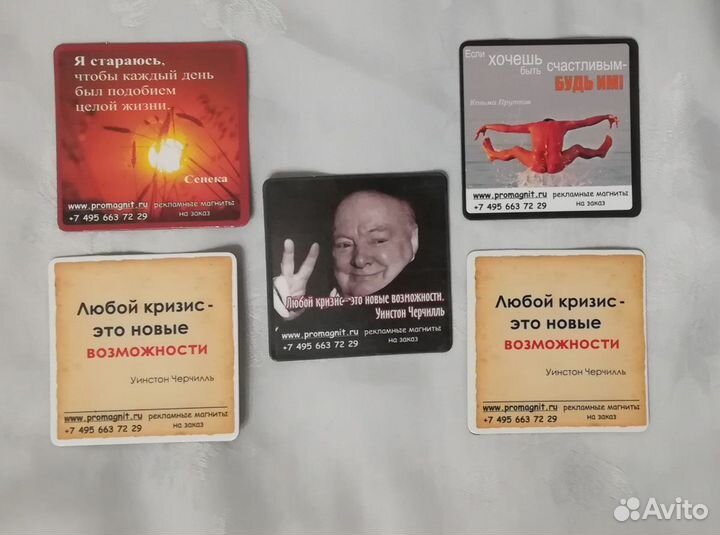 Я стараюсь,
чтобы каждый день
был подобием
целой жизни.
Сенека
www.promagnit.ru рекламные магниты
+7 495 663 72 29 на заказ
Если ХОЧЕШЬ быть СЧАСТЛИВЫМ-
БУДЬ ИМ!
Козьма Прутков
www.promagnit.ru рекламные магниты
+7 495 663 72 29 на заказ
Любой кризис - это новые возможности.
Уинстон Черчилль
www.promagnit.ru рекламные магниты
+7 495 663 72 29 на заказ
Любой кризис -
это новые
возможности
Уинстон Черчилль
www.promagnit.ru рекламные магниты
+7 495 663 72 29 на заказ
Любой кризис -
это новые
возможности
Уинстон Черчилль
www.promagnit.ru рекламные магниты
+7 495 663 72 29 на заказ
Avito